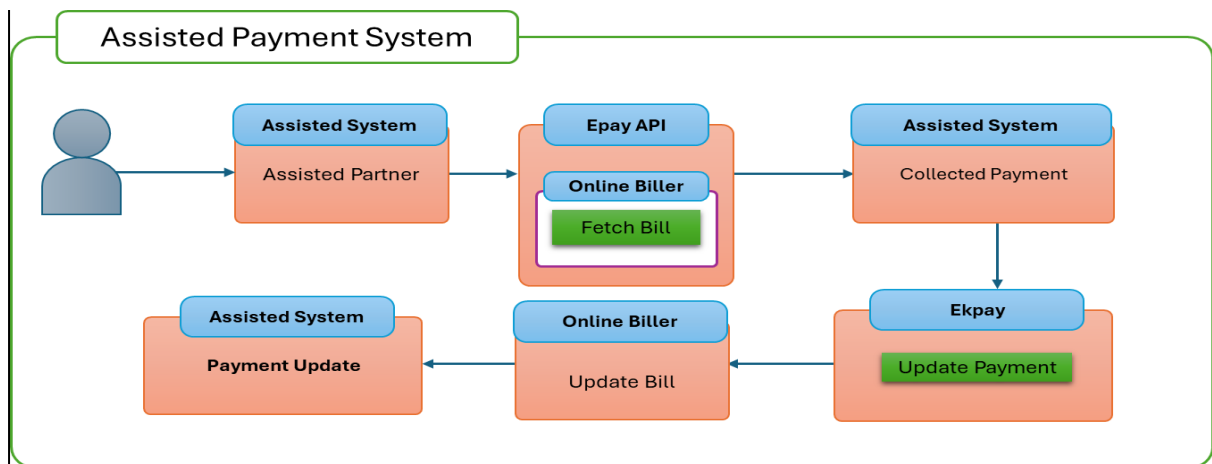 Assisted Payment System
Assisted System
Assisted Partner
Epay API
Online Biller
Fetch Bill
Assisted System
Collected Payment
Ekpay
Update Payment
Online Biller
Update Bill
Assisted System
Payment Update